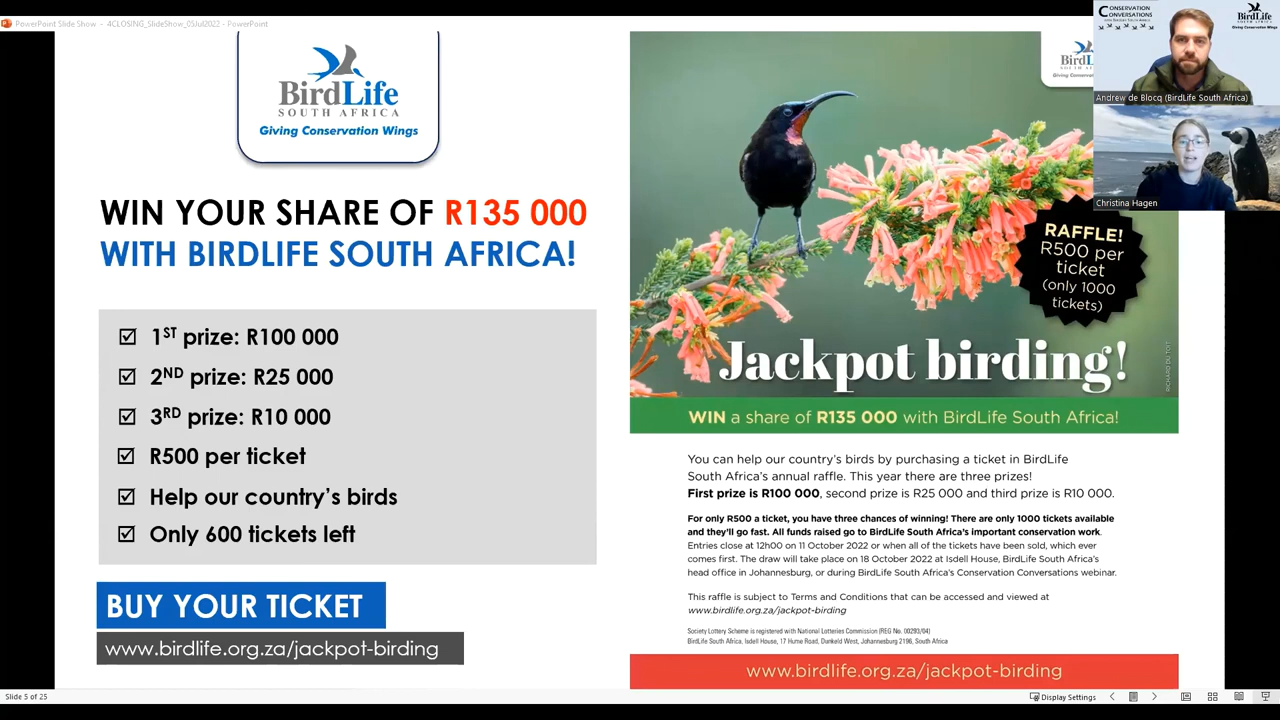 PowerPoint Slide Show - 4CLOSING_SlideShow_05Jul2022 - PowerPoint
BirdLife
SOUTH AFRICA
Giving Conservation Wings
WIN YOUR SHARE OF R135 000
WITH BIRDLIFE SOUTH AFRICA!
☑ 1ST prize: R100 000
☑ 2ND prize: R25 000
☑ 3RD prize: R10 000
☑ R500 per ticket
☑ Help our country's birds
☑ Only 600 tickets left
BUY YOUR TICKET
www.birdlife.org.za/jackpot-birding
RAFFLE!
R500 per
ticket
(only 1000
tickets)
Jackpot birding!
RICHARD DU TOIT
WIN a share of R135 000 with BirdLife South Africa!
You can help our country's birds by purchasing a ticket in BirdLife
South Africa's annual raffle. This year there are three prizes!
First prize is R100 000, second prize is R25 000 and third prize is R10 000.
For only R500 a ticket, you have three chances of winning! There are only 1000 tickets available
and they'll go fast. All funds raised go to BirdLife South Africa's important conservation work.
Entries close at 12h00 on 11 October 2022 or when all of the tickets have been sold, which ever
comes first. The draw will take place on 18 October 2022 at Isdell House, BirdLife South Africa's
head office in Johannesburg, or during BirdLife South Africa's Conservation Conversations webinar.
This raffle is subject to Terms and Conditions that can be accessed and viewed at
www.birdlife.org.za/jackpot-birding
Society Lottery Scheme is registered with National Lotteries Commission (REG No. 00293/04)
BirdLife South Africa, Isdell House, 17 Hume Road, Dunkeld West, Johannesburg 2196, South Africa
www.birdlife.org.za/jackpot-birding
CONSERVATION
CONVERSATIONS
BirdLife
SOUTH AFRICA
Giving Conservation Wings
Andrew de Blocq (BirdLife South Africa)
Christina Hagen
Slide 5 of 25
Display Settings